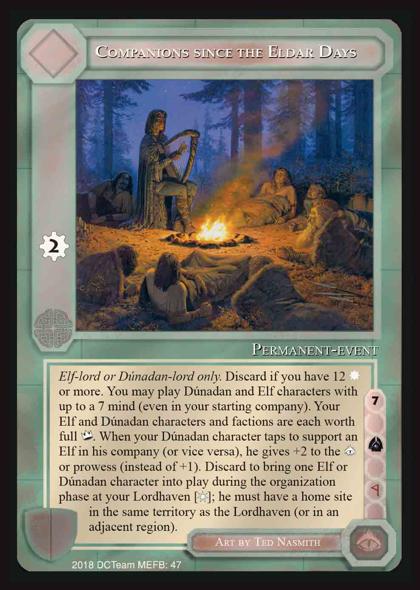 Companions since the Eldar Days
2
Permanent-event
Elf-lord or Dúnadan-lord only. Discard if you have 12
or more. You may play Dúnadan and Elf characters with
up to a 7 mind (even in your starting company). Your
Elf and Dúnadan characters and factions are each worth
full . When your Dúnadan character taps to support an
Elf in his company (or vice versa), he gives +2 to the
or prowess (instead of +1). Discard to bring one Elf or
Dúnadan character into play during the organization
phase at your Lordhaven [ ]; he must have a home site
in the same territory as the Lordhaven (or in an
adjacent region).
7
Art by Ted Nasmith
2018 DCTeam MEFB: 47